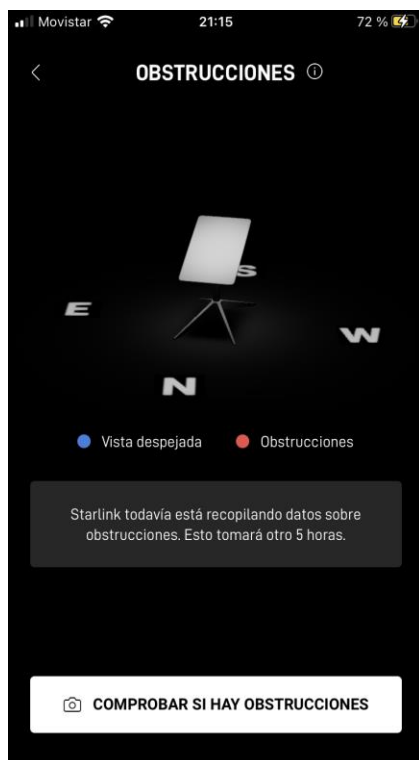 Movistar 21:15 72 %
OBSTRUCCIONES
S
E
W
N
Vista despejada Obstrucciones
Starlink todavía está recopilando datos sobre
obstrucciones. Esto tomará otro 5 horas.
COMPROBAR SI HAY OBSTRUCCIONES